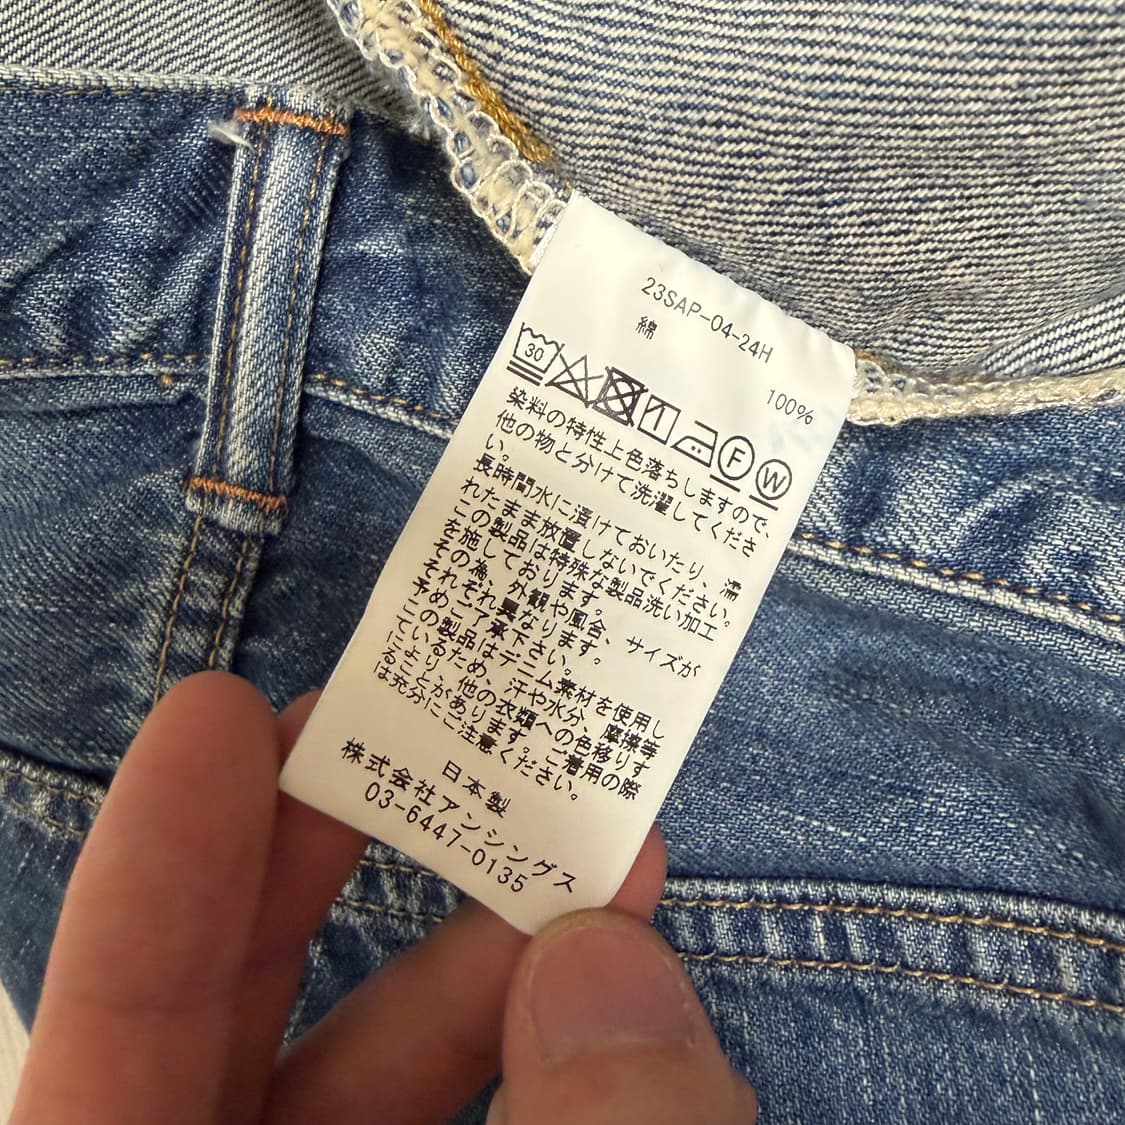 23SAP-04-24H
綿 100%
30 F W
染料の特性上色落ちしますので、
他の物と分けて洗濯してくださ
い。
長時間水に漬けておいたり、濡
れたまま放置しないでください。
この製品は特殊な製品洗い加工
を施しております。
その為、外観や風合、サイズが
それぞれ異なります。
予めご了承下さい。
この製品はデニム素材を使用し
ているため、汗や水分、摩擦等
により、他の衣類への色移りす
ることがあります。ご着用の際
は充分にご注意ください。
日本製
株式会社アンシングス
03-6447-0135